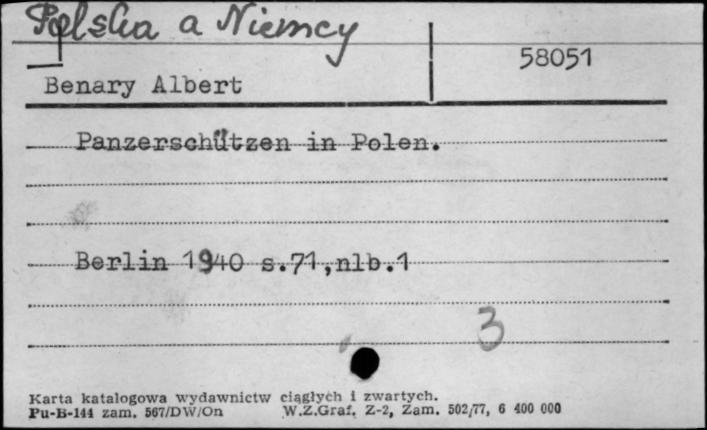 Polska a Niemcy
58051
Benary Albert
Panzerschützen in Polen.
Berlin 1940 s.71,nlb.1
3
Karta katalogowa wydawnictw ciągłych i zwartych.
Pu-B-144 zam. 567/DW/On W.Z.Graf. Z-2, Zam. 502/77, 6 400 000